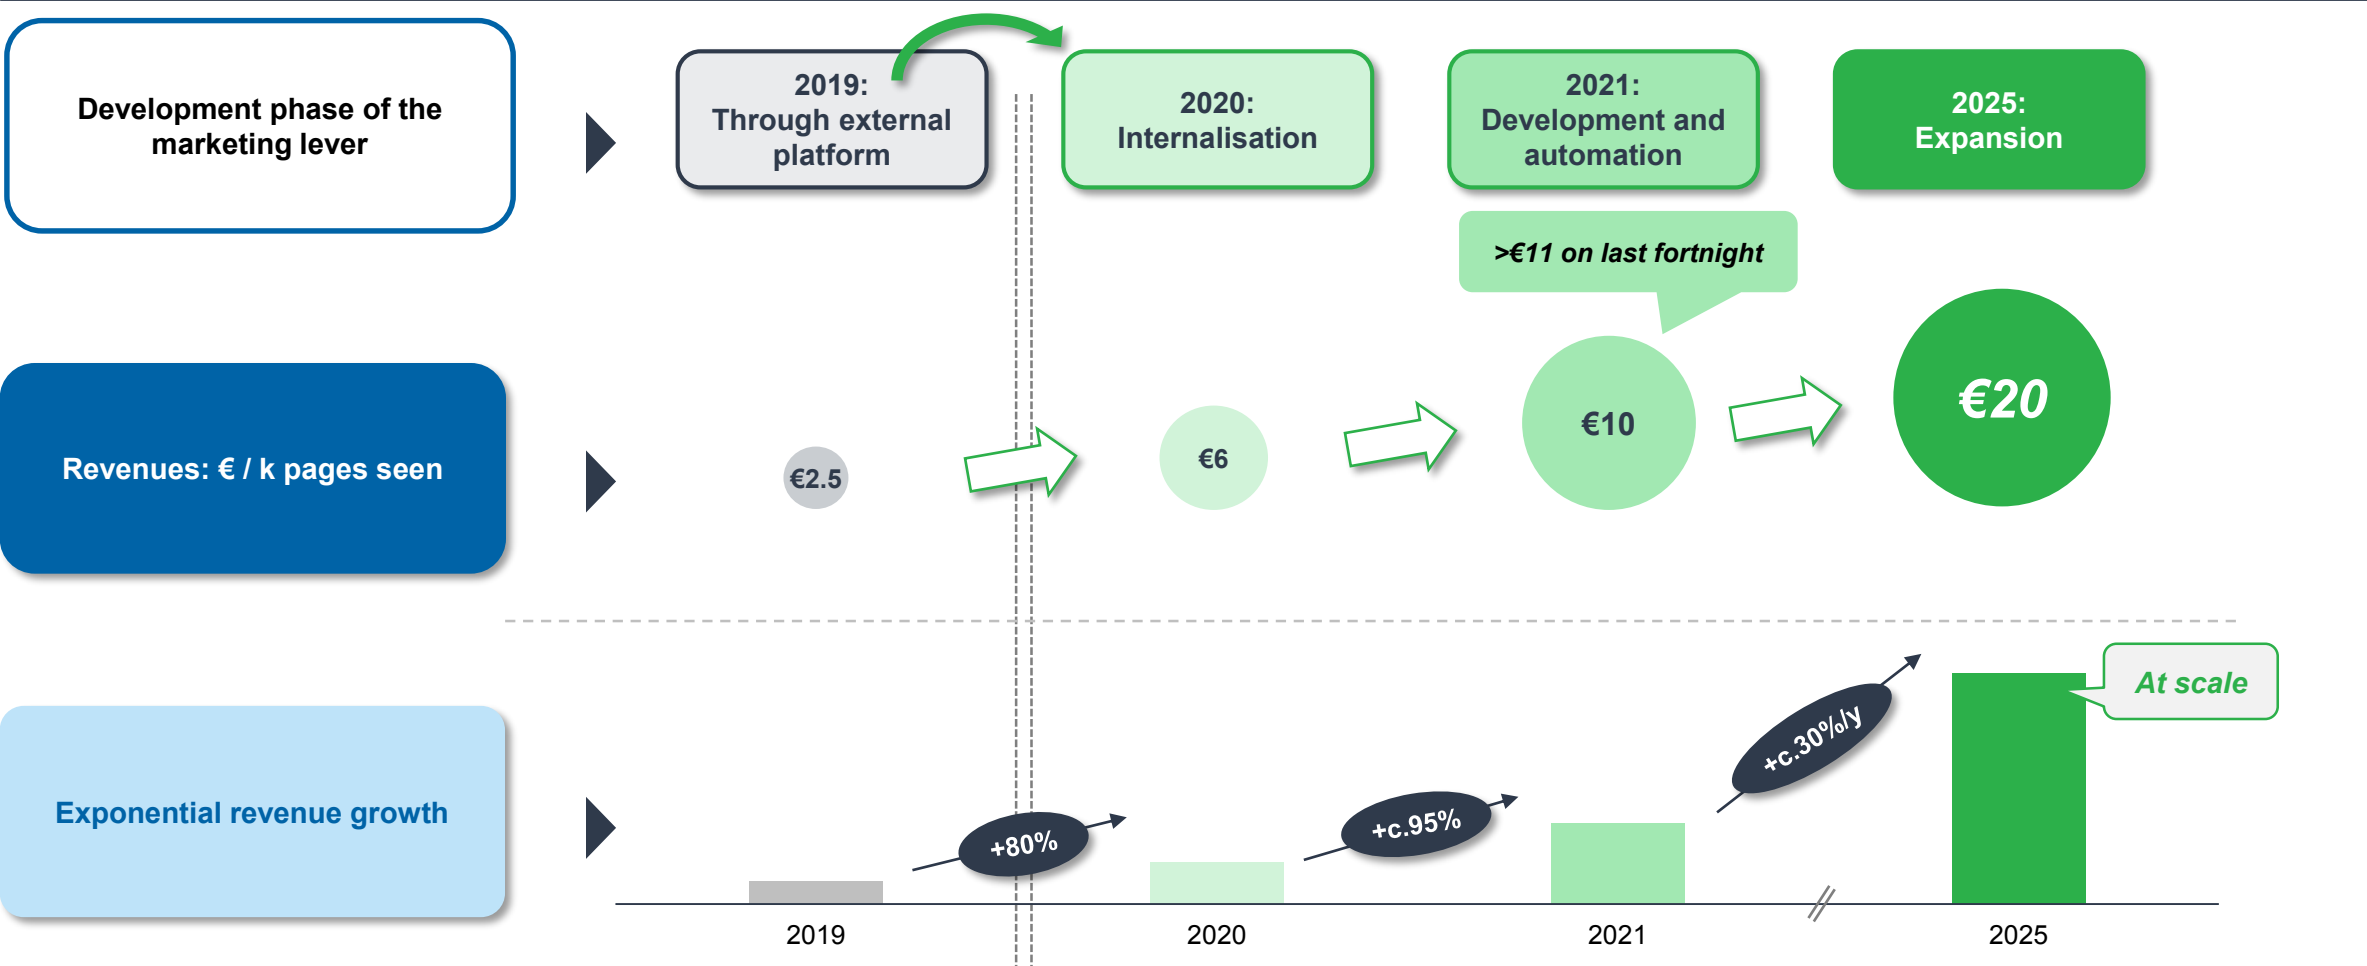 Development phase of the
marketing lever
2019:
Through external
platform
2020:
Internalisation
2021:
Development and
automation
2025:
Expansion
>€11 on last fortnight
Revenues: € / k pages seen
€2.5
€6
€10
€20
At scale
Exponential revenue growth
+80%
+c.95%
+c.30%/y
2019
2020
2021
2025